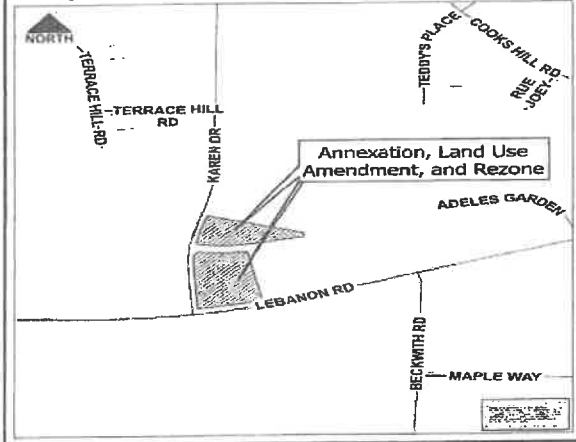 NORTH
TERRACE HILL RD
TERRACE HILL
RD
KAREN DR
TEDDY'S PLACE
COOKS HILL RD
RUE
JOEY
Annexation, Land Use
Amendment, and Rezone
ADELES GARDEN
LEBANON RD
BECKWITH RD
MAPLE WAY